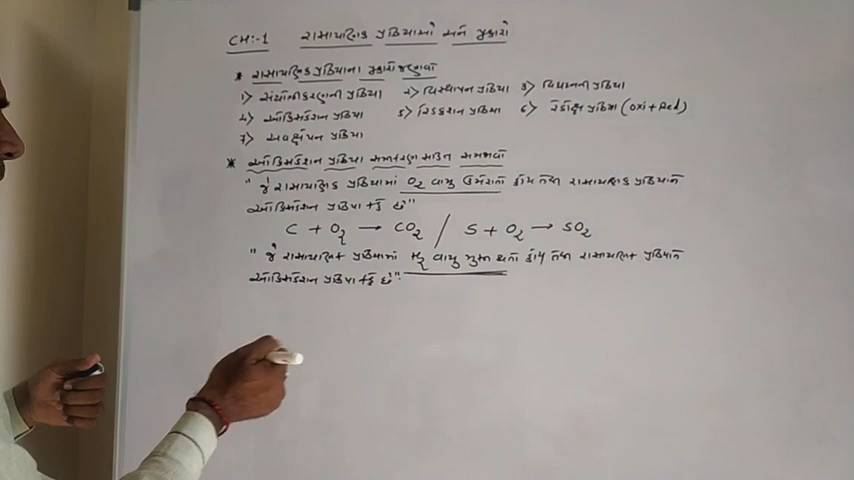 CH:-1 રાસાયણિક પ્રક્રિયાઓ અને પ્રકારો
* રાસાયણિક પ્રક્રિયાના પ્રકારો જણાવો
1> સંયોગીકરણની પ્રક્રિયા 2> વિસ્થાપન પ્રક્રિયા 3> વિઘટનની પ્રક્રિયા
4> ઓક્સિડેશન પ્રક્રિયા 5> રિડક્શન પ્રક્રિયા 6> રેડોક્ષ પ્રક્રિયા (Oxi + Red)
7> અવક્ષેપન પ્રક્રિયા
* ઓક્સિડેશન પ્રક્રિયા સમીકરણ સહિત સમજાવો
"જે રાસાયણિક પ્રક્રિયામાં O2 વાયુ ઉમેરાતો હોય તેવા રાસાયણિક પ્રક્રિયાને
ઓક્સિડેશન પ્રક્રિયા કહે છે"
C + O2 → CO2 / S + O2 → SO2
"જે રાસાયણિક પ્રક્રિયામાં H2 વાયુ મુક્ત થતો હોય તેવા રાસાયણિક પ્રક્રિયાને
ઓક્સિડેશન પ્રક્રિયા કહે છે".